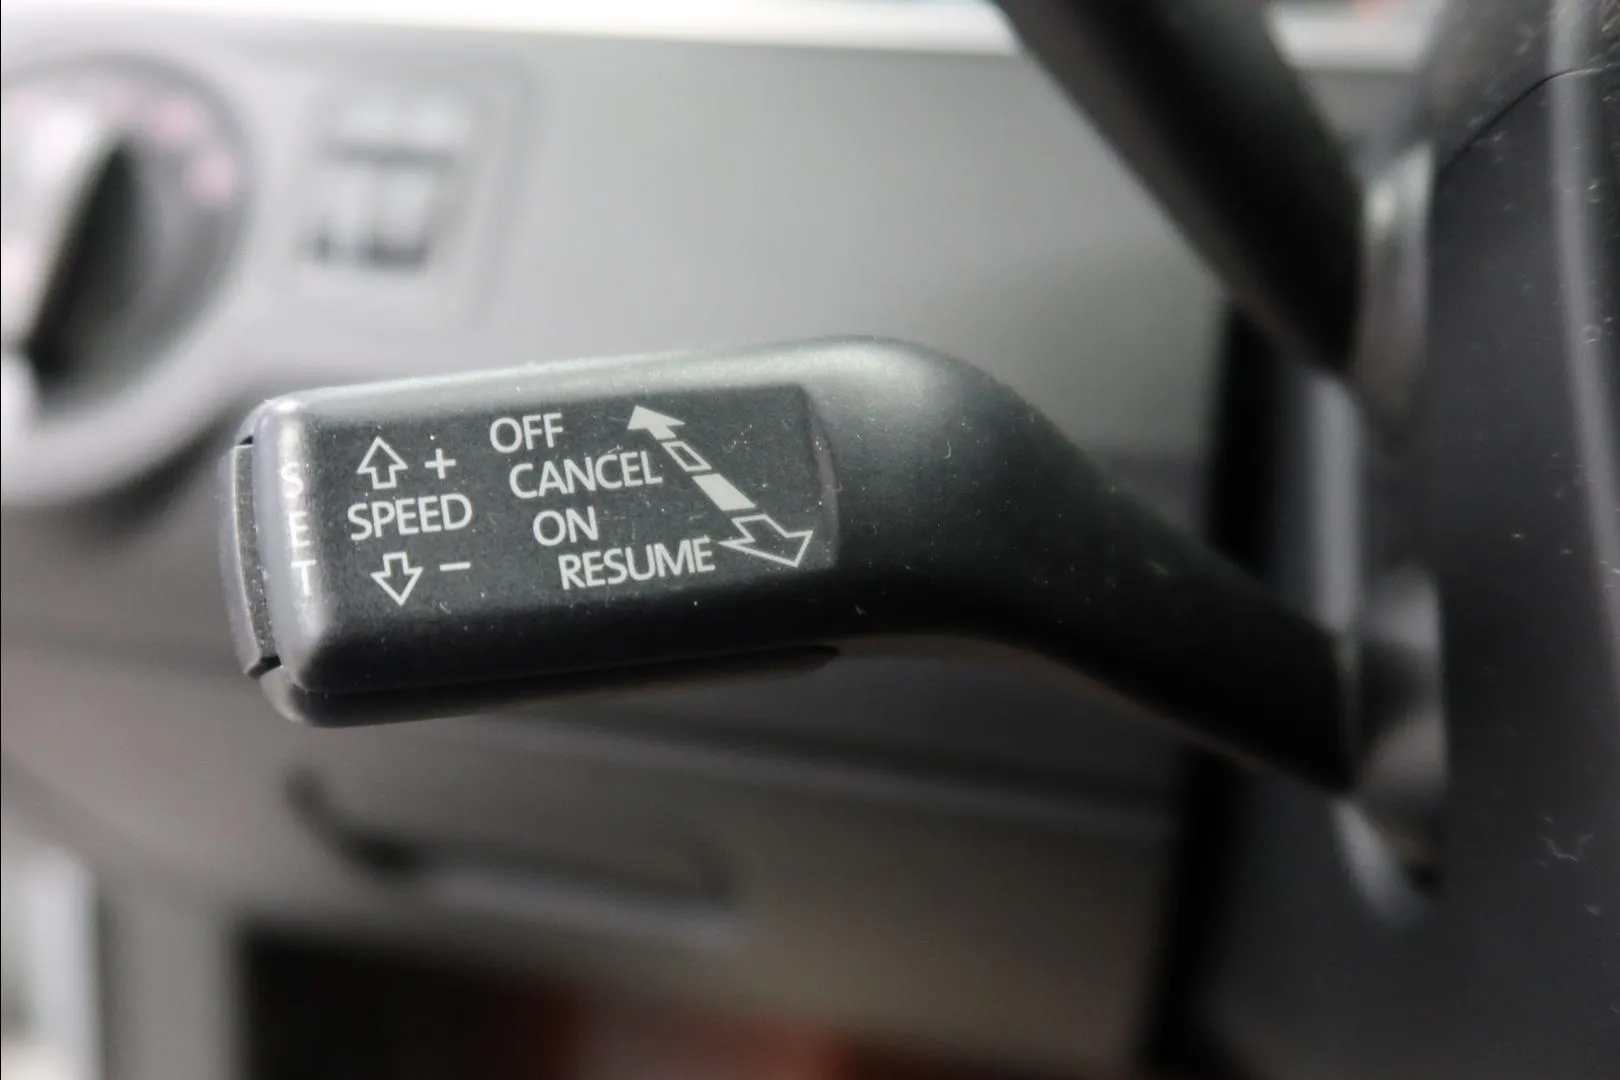 SET
+
SPEED
−
OFF
CANCEL
ON
RESUME